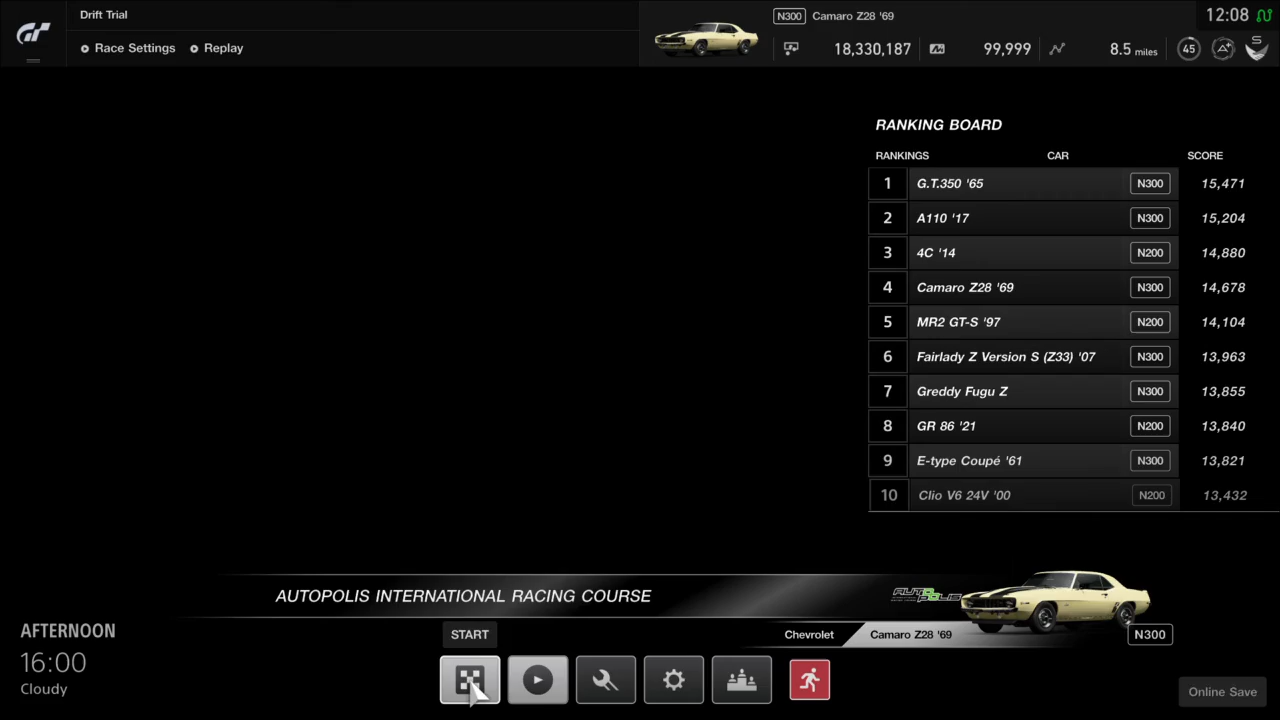 Drift Trial
Race Settings Replay
N300 Camaro Z28 '69
18,330,187 99,999 8.5 miles 45 A+ S
12:08
RANKING BOARD
RANKINGS CAR SCORE
1 G.T.350 '65 N300 15,471
2 A110 '17 N300 15,204
3 4C '14 N200 14,880
4 Camaro Z28 '69 N300 14,678
5 MR2 GT-S '97 N200 14,104
6 Fairlady Z Version S (Z33) '07 N300 13,963
7 Greddy Fugu Z N300 13,855
8 GR 86 '21 N200 13,840
9 E-type Coupé '61 N300 13,821
10 Clio V6 24V '00 N200 13,432
AUTOPOLIS INTERNATIONAL RACING COURSE
AUTOPOLIS
AFTERNOON
16:00
Cloudy
START
Chevrolet Camaro Z28 '69 N300
Online Save